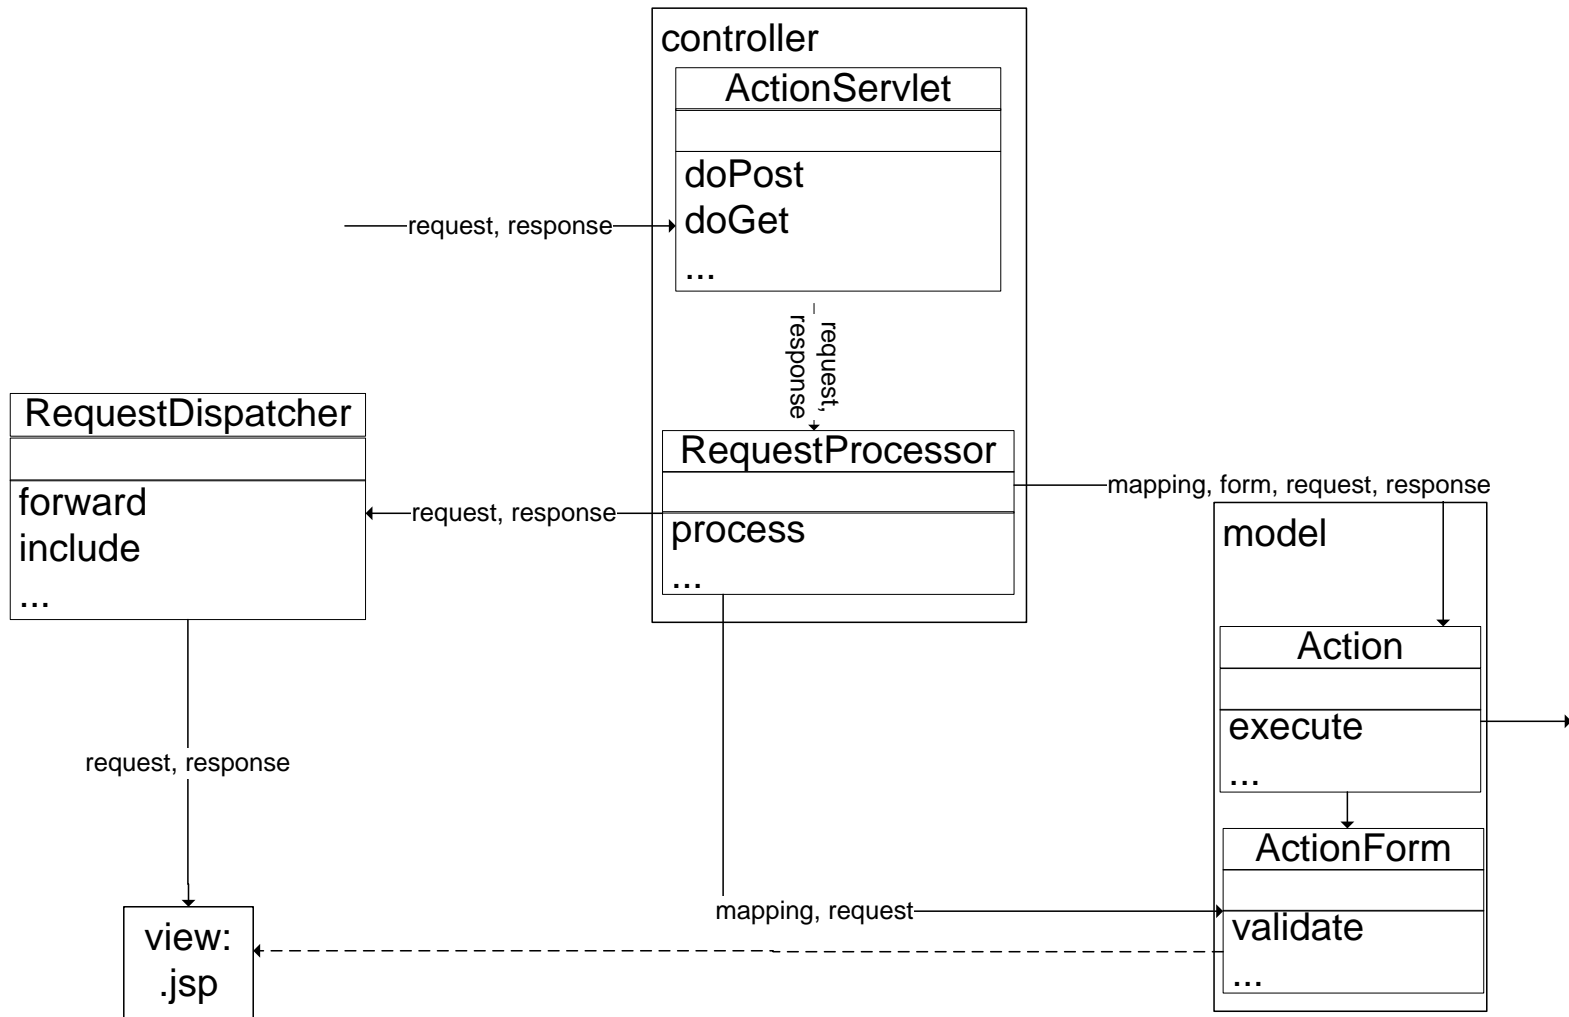 controller
ActionServlet
doPost
doGet
...
request, response
request,
response
RequestDispatcher
forward
include
...
request, response
RequestProcessor
process
...
mapping, form, request, response
model
Action
execute
...
request, response
ActionForm
validate
...
mapping, request
view:
.jsp